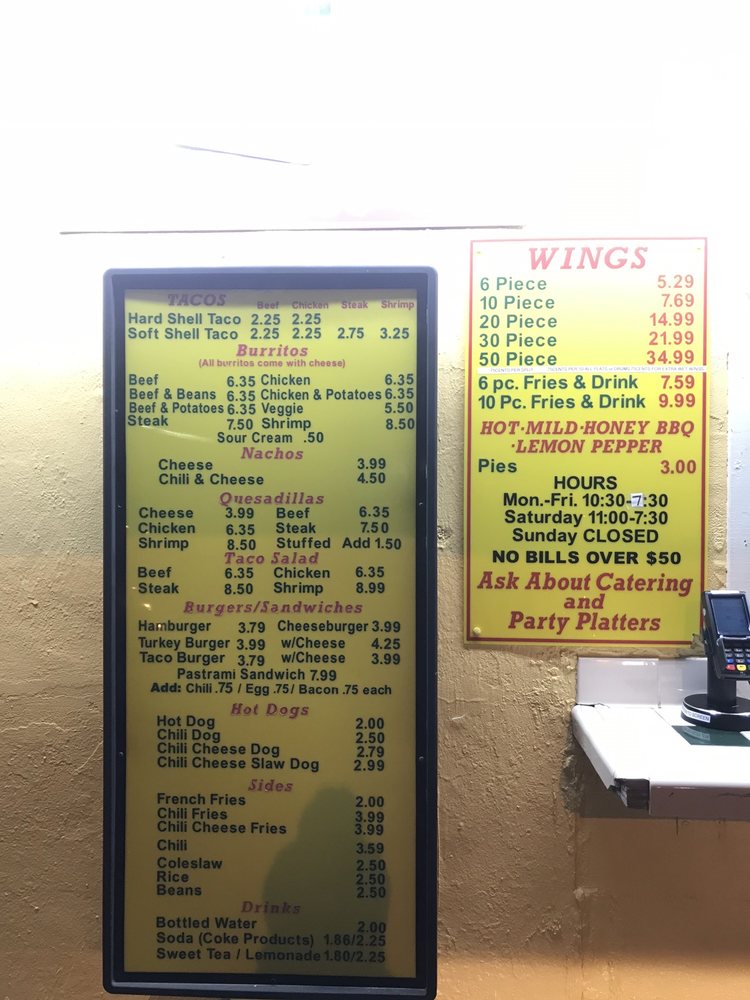 TACOS Beef Chicken Steak Shrimp
Hard Shell Taco 2.25 2.25
Soft Shell Taco 2.25 2.25 2.75 3.25
Burritos
(All burritos come with cheese)
Beef 6.35 Chicken 6.35
Beef & Beans 6.35 Chicken & Potatoes 6.35
Beef & Potatoes 6.35 Veggie 5.50
Steak 7.50 Shrimp 8.50
Sour Cream .50
Nachos
Cheese 3.99
Chili & Cheese 4.50
Quesadillas
Cheese 3.99 Beef 6.35
Chicken 6.35 Steak 7.50
Shrimp 8.50 Stuffed Add 1.50
Taco Salad
Beef 6.35 Chicken 6.35
Steak 8.50 Shrimp 8.99
Burgers/Sandwiches
Hamburger 3.79 Cheeseburger 3.99
Turkey Burger 3.99 w/Cheese 4.25
Taco Burger 3.79 w/Cheese 3.99
Pastrami Sandwich 7.99
Add: Chili .75 / Egg .75/ Bacon .75 each
Hot Dogs
Hot Dog 2.00
Chili Dog 2.50
Chili Cheese Dog 2.79
Chili Cheese Slaw Dog 2.99
Sides
French Fries 2.00
Chili Fries 3.99
Chili Cheese Fries 3.99
Chili 3.59
Coleslaw 2.50
Rice 2.50
Beans 2.50
Drinks
Bottled Water 2.00
Soda (Coke Products) 1.86/2.25
Sweet Tea / Lemonade 1.80/2.25
WINGS
6 Piece 5.29
10 Piece 7.69
20 Piece 14.99
30 Piece 21.99
50 Piece 34.99
6 pc. Fries & Drink 7.59
10 Pc. Fries & Drink 9.99
HOT·MILD·HONEY BBQ
·LEMON PEPPER
Pies 3.00
HOURS
Mon.-Fri. 10:30-7:30
Saturday 11:00-7:30
Sunday CLOSED
NO BILLS OVER $50
Ask About Catering
and
Party Platters